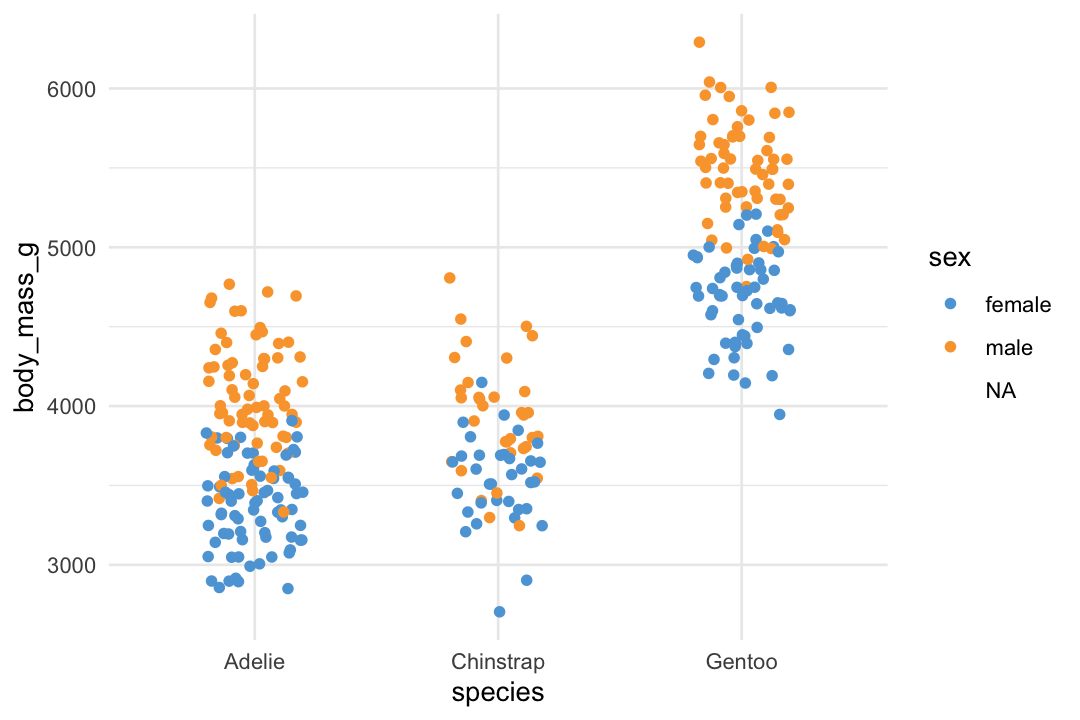 6000
5000
4000
3000
body_mass_g
Adelie
Chinstrap
Gentoo
species
sex
female
male
NA